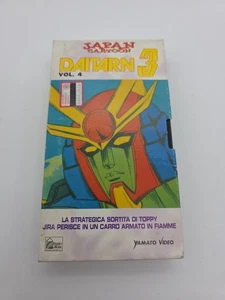 JAPAN
CARTOON
DAITARN 3
VOL. 4
LA STRATEGICA SORTITA DI TOPPY
JIRA PERISCE IN UN CARRO ARMATO IN FIAMME
YAMATO VIDEO